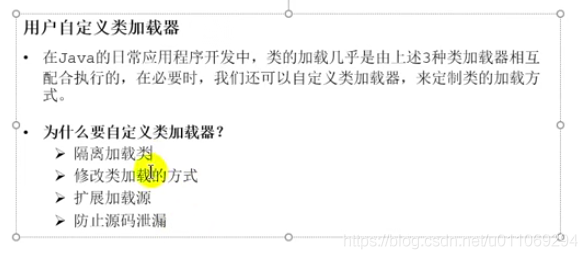 用户自定义类加载器
• 在Java的日常应用程序开发中，类的加载几乎是由上述3种类加载器相互
配合执行的，在必要时，我们还可以自定义类加载器，来定制类的加载方
式。
• 为什么要自定义类加载器？
➢ 隔离加载类
➢ 修改类加载的方式
➢ 扩展加载源
➢ 防止源码泄漏
https://blog.csdn.net/u011069294